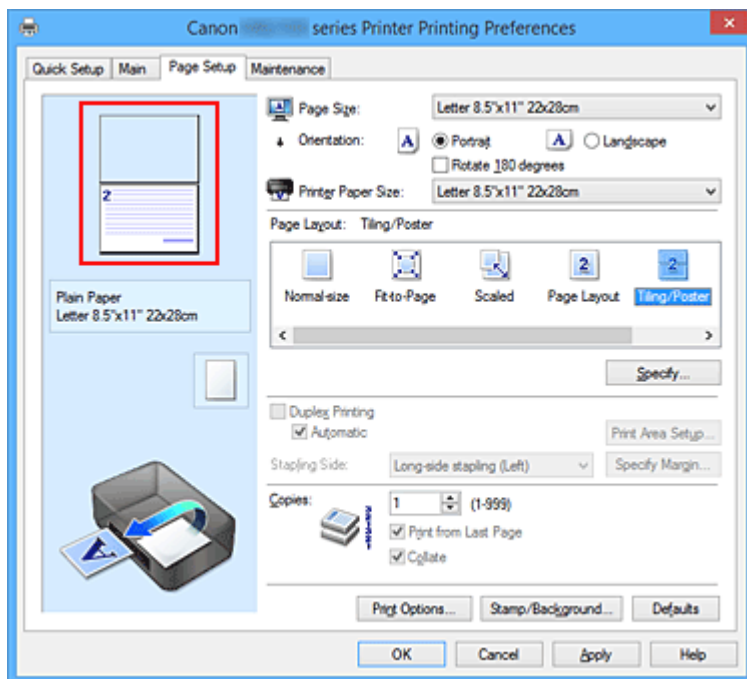 Canon series Printer Printing Preferences
Quick Setup Main Page Setup Maintenance
2
Plain Paper
Letter 8.5"x11" 22x28cm
A
Page Size: Letter 8.5"x11" 22x28cm
Orientation: A Portrait A Landscape
Rotate 180 degrees
Printer Paper Size: Letter 8.5"x11" 22x28cm
Page Layout: Tiling/Poster
2 2
Normal-size Fit-to-Page Scaled Page Layout Tiling/Poster
Specify...
Duplex Printing
Automatic Print Area Setup...
Stapling Side: Long-side stapling (Left) Specify Margin...
Copies: 1 (1-999)
Print from Last Page
Collate
Print Options... Stamp/Background... Defaults
OK Cancel Apply Help